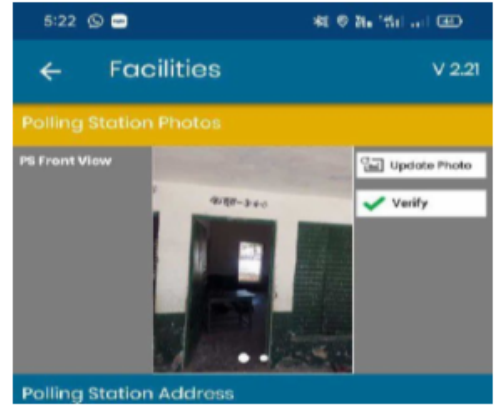 5:22
Facilities
V 2.21
Polling Station Photos
PS Front View
Update Photo
Verify
Polling Station Address